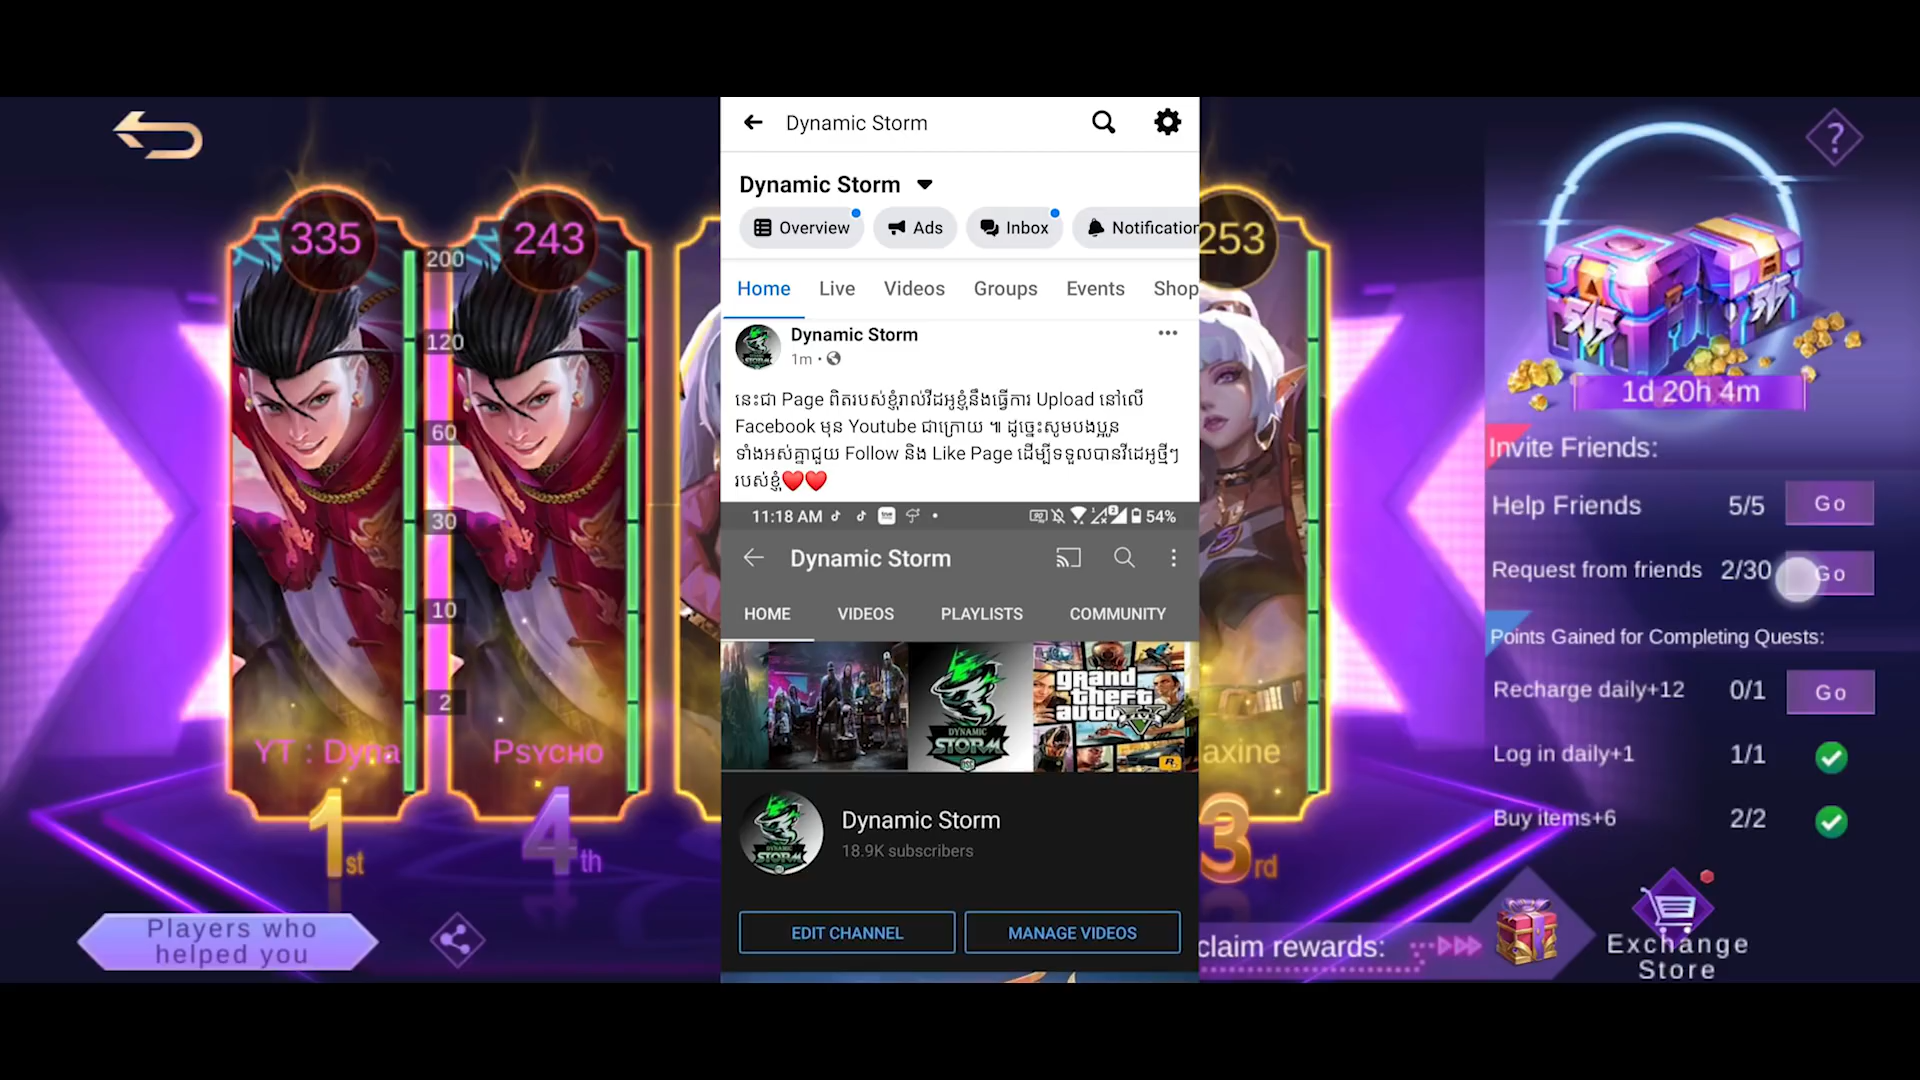 Dynamic Storm
Dynamic Storm
Overview
Ads
Inbox
Notification
Home
Live
Videos
Groups
Events
Shop
Dynamic Storm
1m
នេះជា Page ពិតរបស់ខ្ញុំរាល់វីដេអូខ្ញុំនឹងធ្វើការ Upload នៅលើ
Facebook មុន Youtube ជាក្រោយ ៕ ដូច្នេះសូមបងប្អូន
ទាំងអស់គ្នាជួយ Follow និង Like Page ដើម្បីទទួលបានវីដេអូថ្មីៗ
របស់ខ្ញុំ❤️❤️
11:18 AM
54%
Dynamic Storm
HOME
VIDEOS
PLAYLISTS
COMMUNITY
DYNAMIC
STORM
grand
theft
auto
V
Dynamic Storm
18.9K subscribers
EDIT CHANNEL
MANAGE VIDEOS
335
243
253
200
120
60
30
10
2
YT : Dyna
PSYCHO
axine
1st
4th
3rd
Players who
helped you
claim rewards:
?
515
515
1d 20h 4m
Invite Friends:
Help Friends 5/5 Go
Request from friends 2/30 Go
Points Gained for Completing Quests:
Recharge daily+12 0/1 Go
Log in daily+1 1/1
Buy items+6 2/2
Exchange
Store